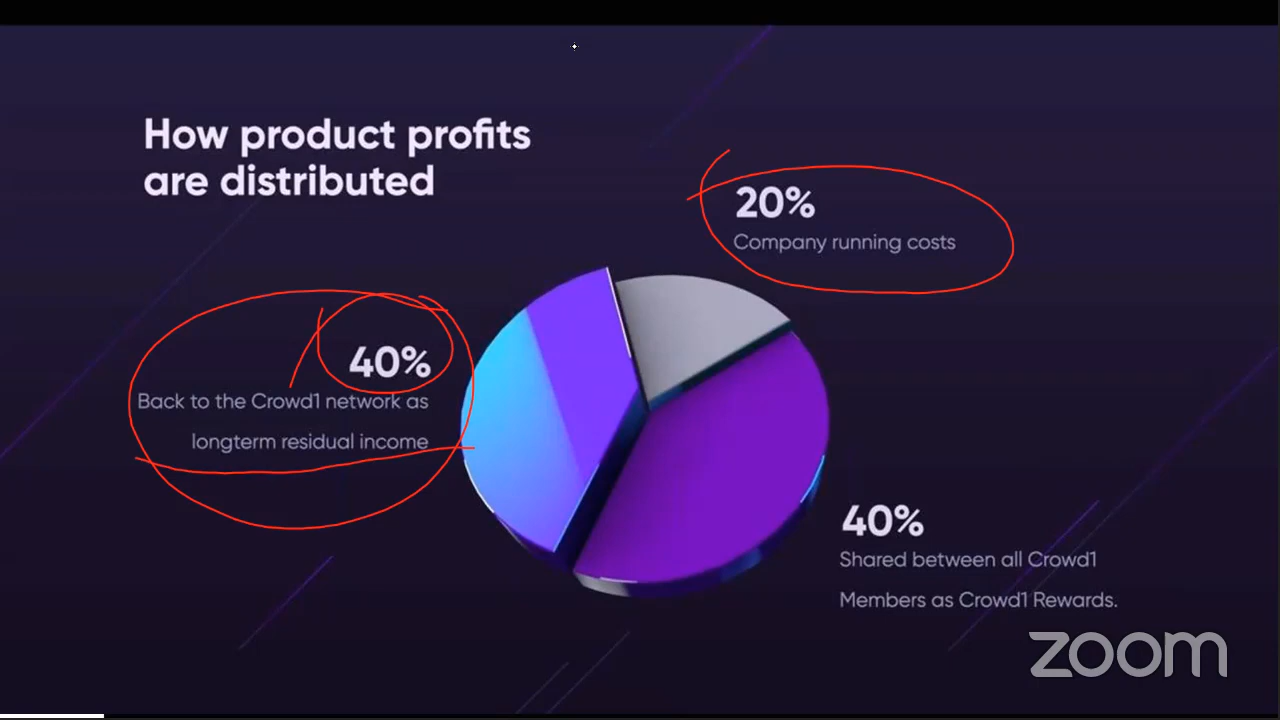 How product profits
are distributed
20%
Company running costs
40%
Back to the Crowd1 network as
longterm residual income
40%
Shared between all Crowd1
Members as Crowd1 Rewards.
zoom